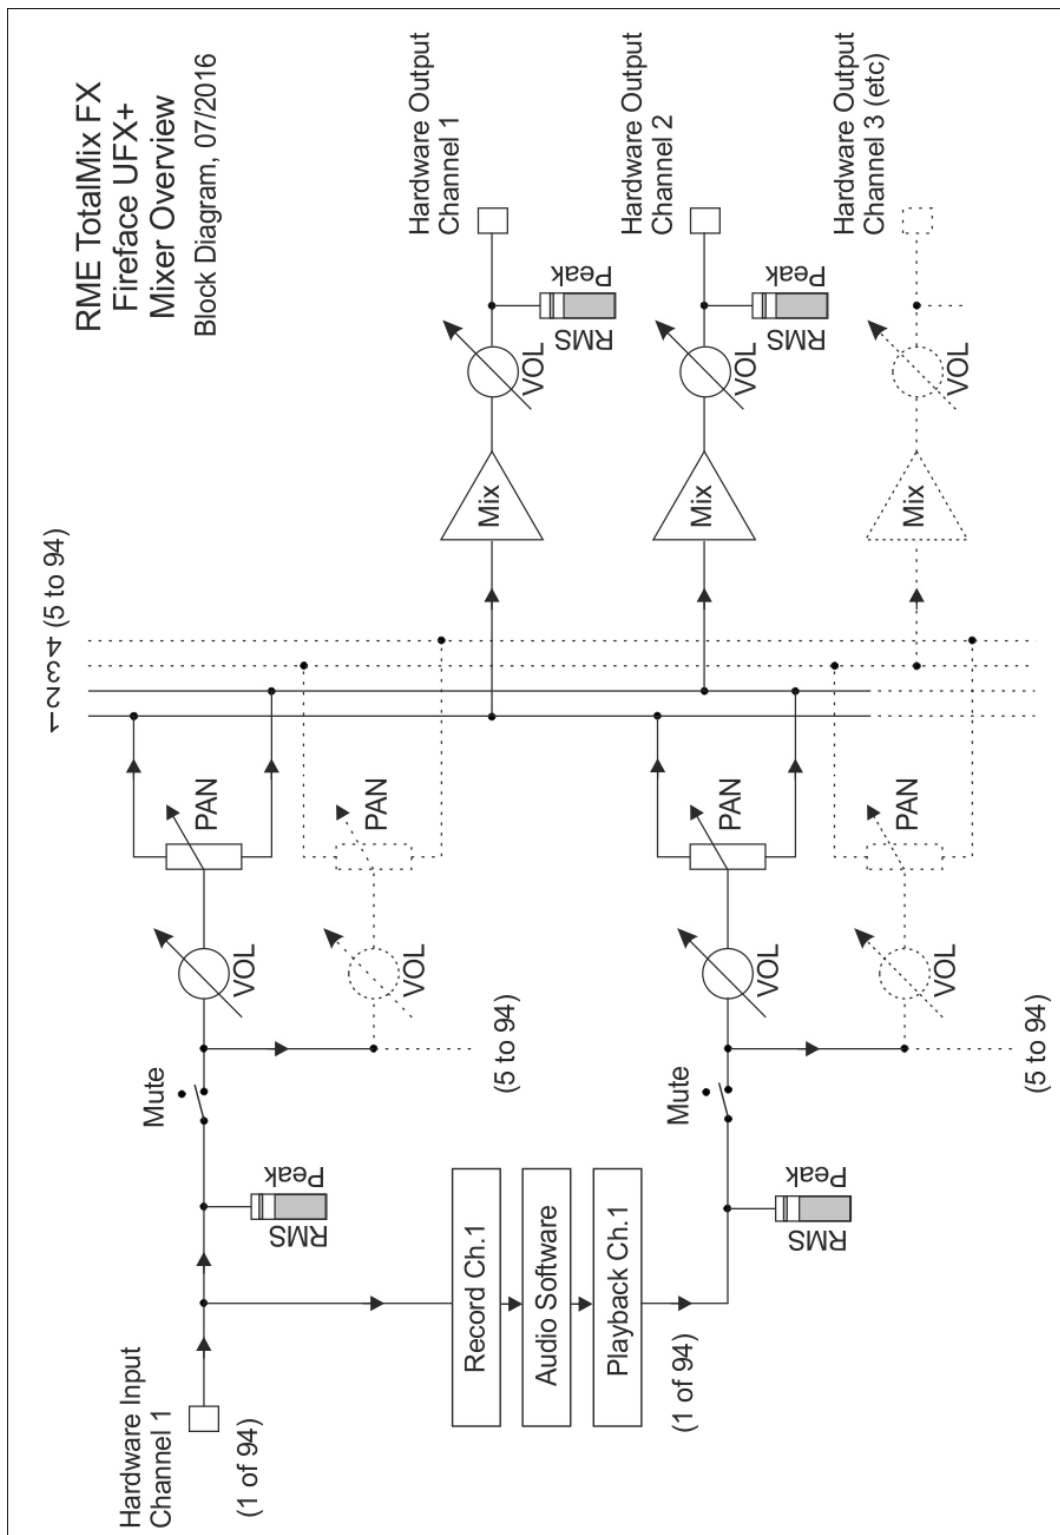 RME TotalMix FX
Fireface UFX+
Mixer Overview
Block Diagram, 07/2016
Hardware Input
Channel 1
(1 of 94)
RMS
Peak
Mute
VOL
PAN
VOL
PAN
(5 to 94)
1 2 3 4 (5 to 94)
Mix
VOL
RMS
Peak
Hardware Output
Channel 1
Record Ch.1
Audio Software
Playback Ch.1
(1 of 94)
RMS
Peak
Mute
VOL
PAN
VOL
PAN
(5 to 94)
Mix
VOL
RMS
Peak
Hardware Output
Channel 2
Mix
VOL
Hardware Output
Channel 3 (etc)